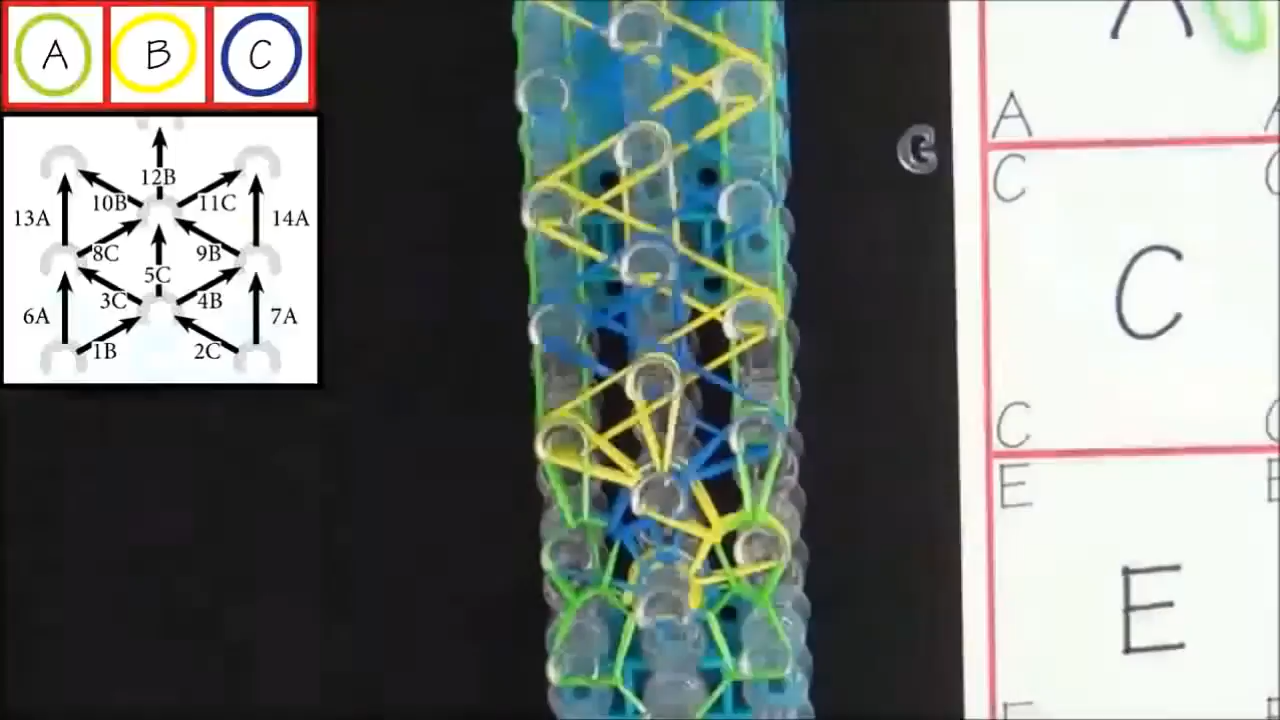 A B C
12B
10B 11C
13A 14A
8C 9B
5C
3C 4B
6A 7A
1B 2C
A
C
C
C
E
E